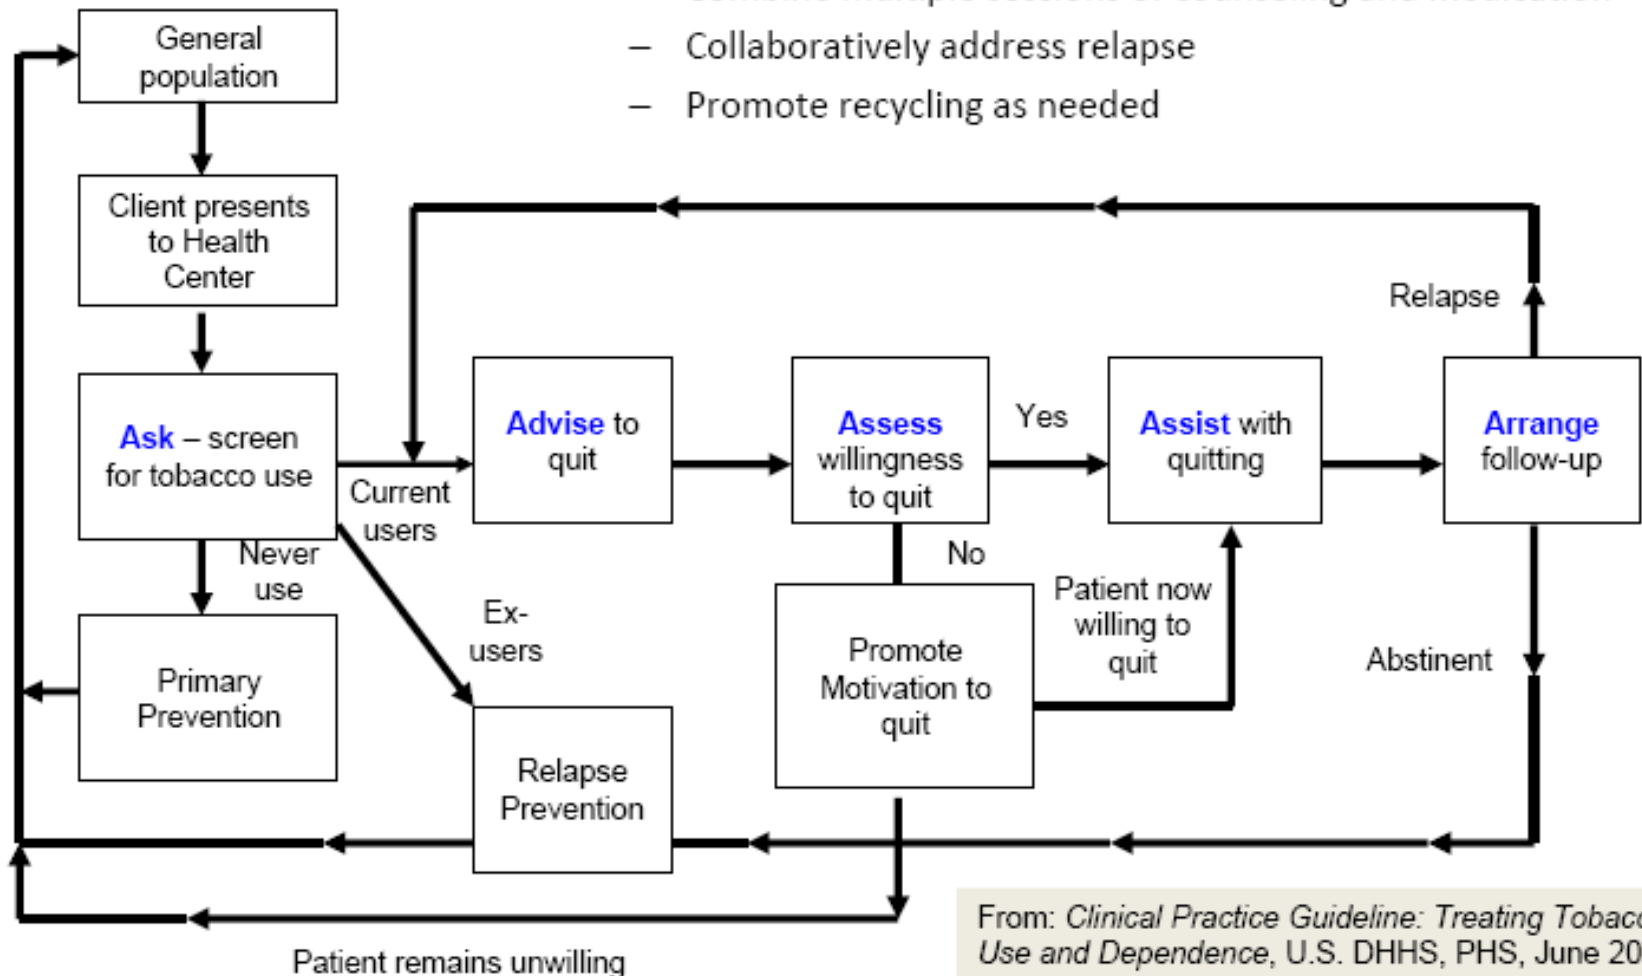 – Collaboratively address relapse
– Promote recycling as needed
General
population
Client presents
to Health
Center
Ask – screen
for tobacco use
Current
users
Never
use
Ex-
users
Primary
Prevention
Relapse
Prevention
Advise to
quit
Assess
willingness
to quit
Yes
No
Promote
Motivation to
quit
Patient now
willing to
quit
Assist with
quitting
Arrange
follow-up
Relapse
Abstinent
Patient remains unwilling
From: Clinical Practice Guideline: Treating
Use and Dependence, U.S. DHHS, PHS, June